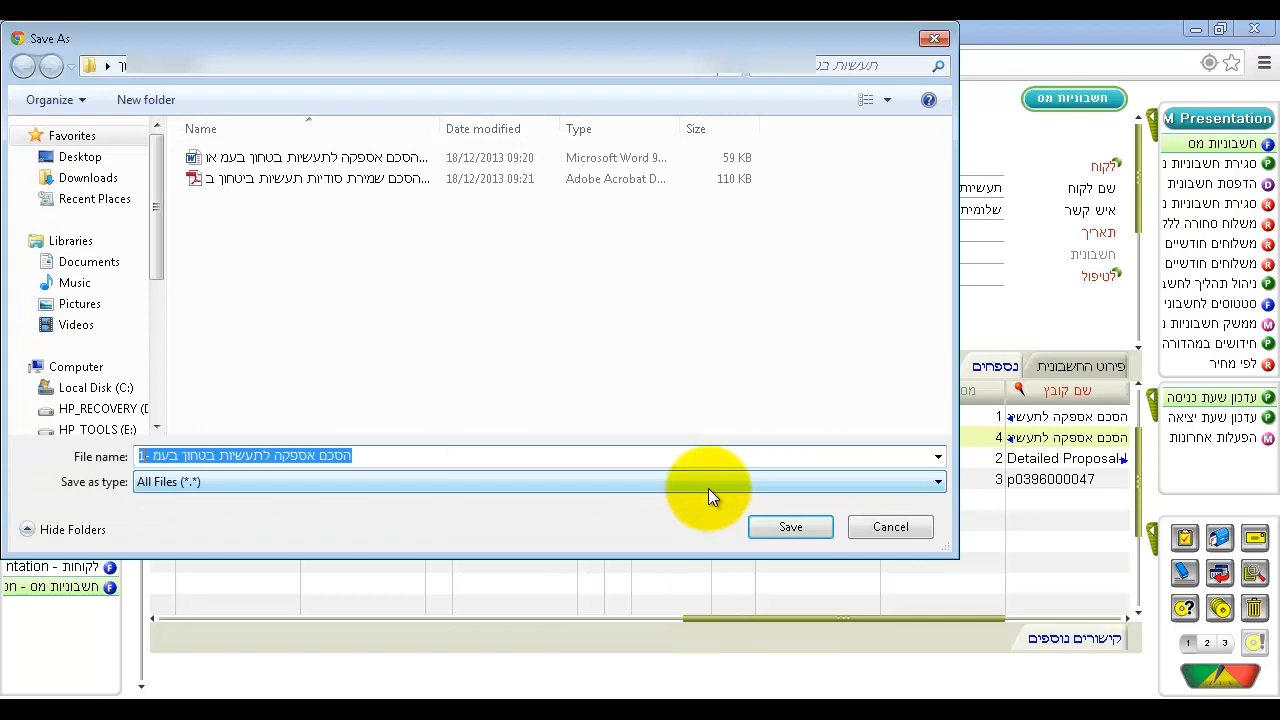 Save As
תעשיות בנ
Organize
New folder
Name
Date modified
Type
Size
הסכם אספקה לתעשיות בטחון בעמ או...
18/12/2013 09:20
Microsoft Word 9...
59 KB
הסכם שמירת סודיות תעשיות ביטחון ב...
18/12/2013 09:21
Adobe Acrobat D...
110 KB
Favorites
Desktop
Downloads
Recent Places
Libraries
Documents
Music
Pictures
Videos
Computer
Local Disk (C:)
HP_RECOVERY (D
HP_TOOLS (E:)
File name:
הסכם אספקה לתעשיות בטחון בעמ -1
Save as type:
All Files (*.*)
Hide Folders
Save
Cancel
חשבוניות מס
לקוח
שם לקוח
תעשיות
איש קשר
שלומית
תאריך
חשבונית
לטיפול
פירוט החשבונית
נספחים
שם קובץ
מס
הסכם אספקה לתעשי
1
הסכם אספקה לתעשי
4
Detailed Proposal
2
p0396000047
3
קישורים נוספים
M Presentation
חשבוניות מס
סגירת חשבוניות מ
הדפסת חשבונית
סגירת חשבוניות מ
משלוח סחורה ללק
משלוחים חודשיים
משלוחים חודשיים
ניהול תהליך לחשב
סטטוסים לחשבוני
ממשק חשבוניות מ
חידושים במהדורה
לפי מחיר
עדנון שעת כניסה
עדנון שעת יציאה
הפעלות אחרונות
1 2 3
לקוחות - ntation
חשבוניות מס - חנ